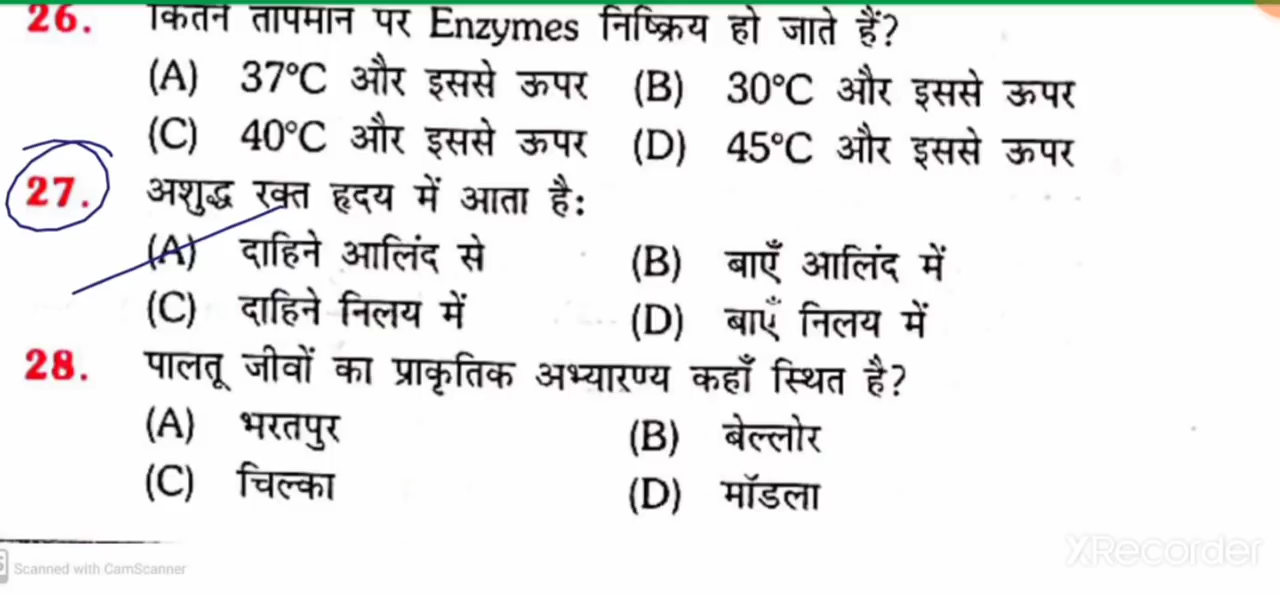 26. कितने तापमान पर Enzymes निष्क्रिय हो जाते हैं?
(A) 37°C और इससे ऊपर (B) 30°C और इससे ऊपर
(C) 40°C और इससे ऊपर (D) 45°C और इससे ऊपर
27. अशुद्ध रक्त हृदय में आता है:
(A) दाहिने आलिंद से (B) बाएँ आलिंद में
(C) दाहिने निलय में (D) बाएँ निलय में
28. पालतू जीवों का प्राकृतिक अभ्यारण्य कहाँ स्थित है?
(A) भरतपुर (B) बेल्लोर
(C) चिल्का (D) मॉडला
XRecorder
Scanned with CamScanner